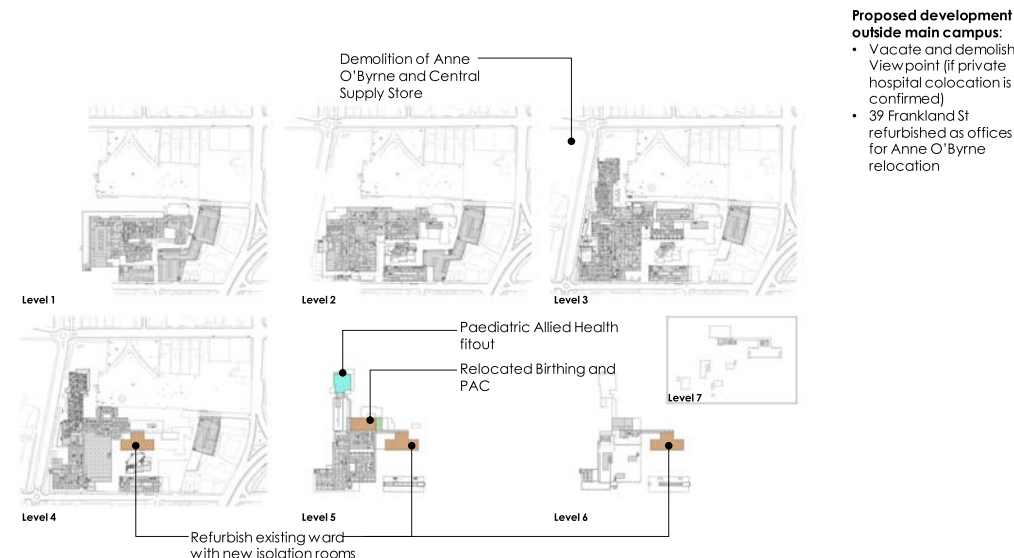 Proposed development
outside main campus:
• Vacate and demolish
Viewpoint (if private
hospital colocation is
confirmed)
• 39 Frankland St
refurbished as offices
for Anne O'Byrne
relocation
Demolition of Anne
O'Byrne and Central
Supply Store
Level 1
Level 2
Level 3
Paediatric Allied Health
fitout
Relocated Birthing and
PAC
Level 7
Level 4
Level 5
Level 6
Refurbish existing ward
with new isolation rooms